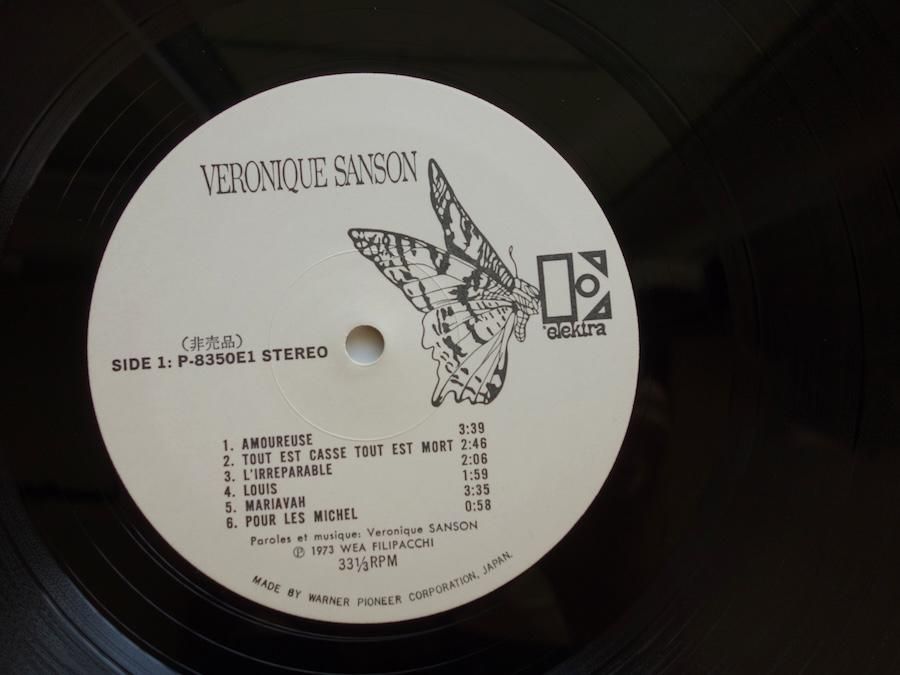 VERONIQUE SANSON
elektra
(非売品)
SIDE 1: P-8350E1 STEREO
1. AMOUREUSE 3:39
2. TOUT EST CASSE TOUT EST MORT 2:46
3. L'IRREPARABLE 2:06
4. LOUIS 1:59
5. MARIAVAH 3:35
6. POUR LES MICHEL 0:58
Paroles et musique: Veronique SANSON
Ⓟ 1973 WEA FILIPACCHI
33⅓RPM
MADE BY WARNER PIONEER CORPORATION, JAPAN.